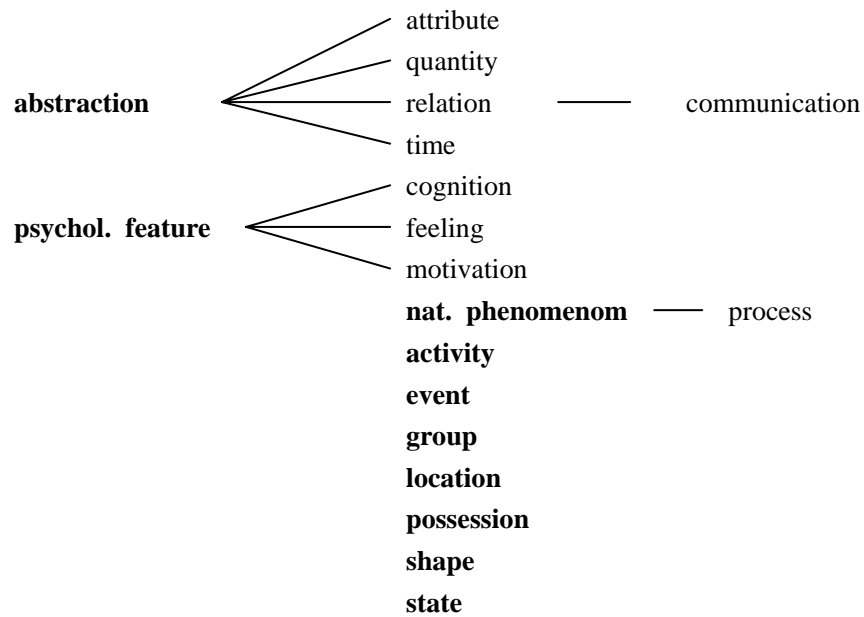 attribute
quantity
abstraction relation communication
time
cognition
psychol. feature feeling
motivation
nat. phenomenom process
activity
event
group
location
possession
shape
state